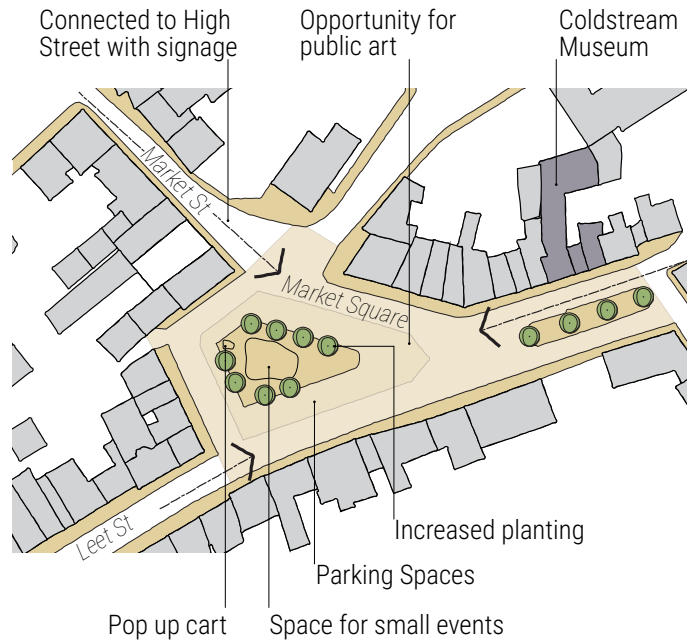 Connected to High
Street with signage
Opportunity for
public art
Coldstream
Museum
Market St
Market Square
Leet St
Increased planting
Parking Spaces
Pop up cart
Space for small events